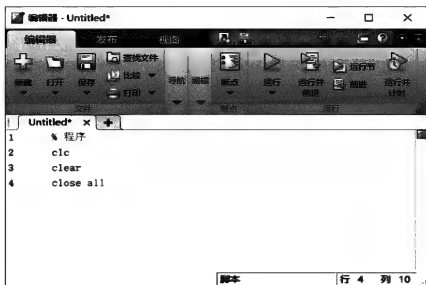 编辑器 - Untitled*
编辑器 发布 视图
新建 打开 保存 查找文件 比较 打印 导航 编辑 断点 运行 运行并前进 运行节 前进 运行并计时
文件 断点 运行
Untitled* × +
1 % 程序
2 clc
3 clear
4 close all
脚本 行 4 列 10